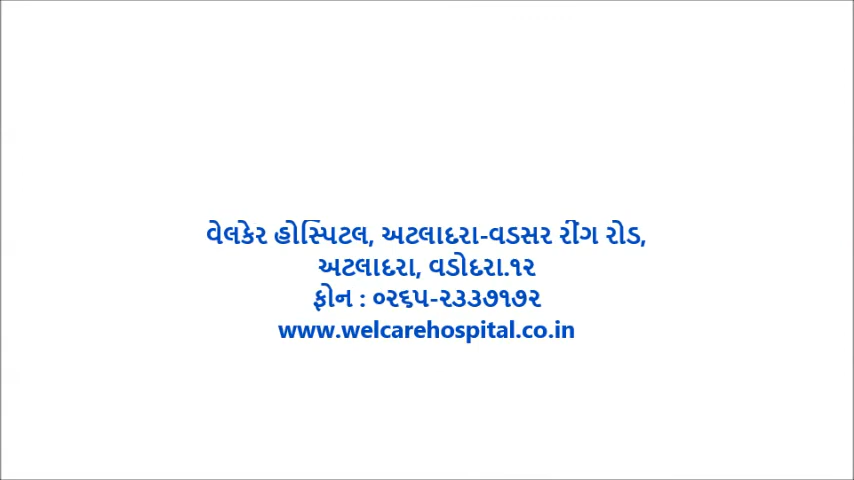 વેલકેર હોસ્પિટલ, અટલાદરા-વડસર રીંગ રોડ,
અટલાદરા, વડોદરા.૧૨
ફોન : ૦૨૬૫-૨૩૩૭૧૭૨
www.welcarehospital.co.in